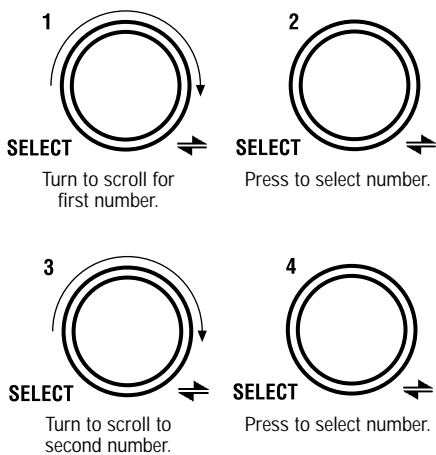 1
SELECT
Turn to scroll for
first number.
2
SELECT
Press to select number.
3
SELECT
Turn to scroll to
second number.
4
SELECT
Press to select number.